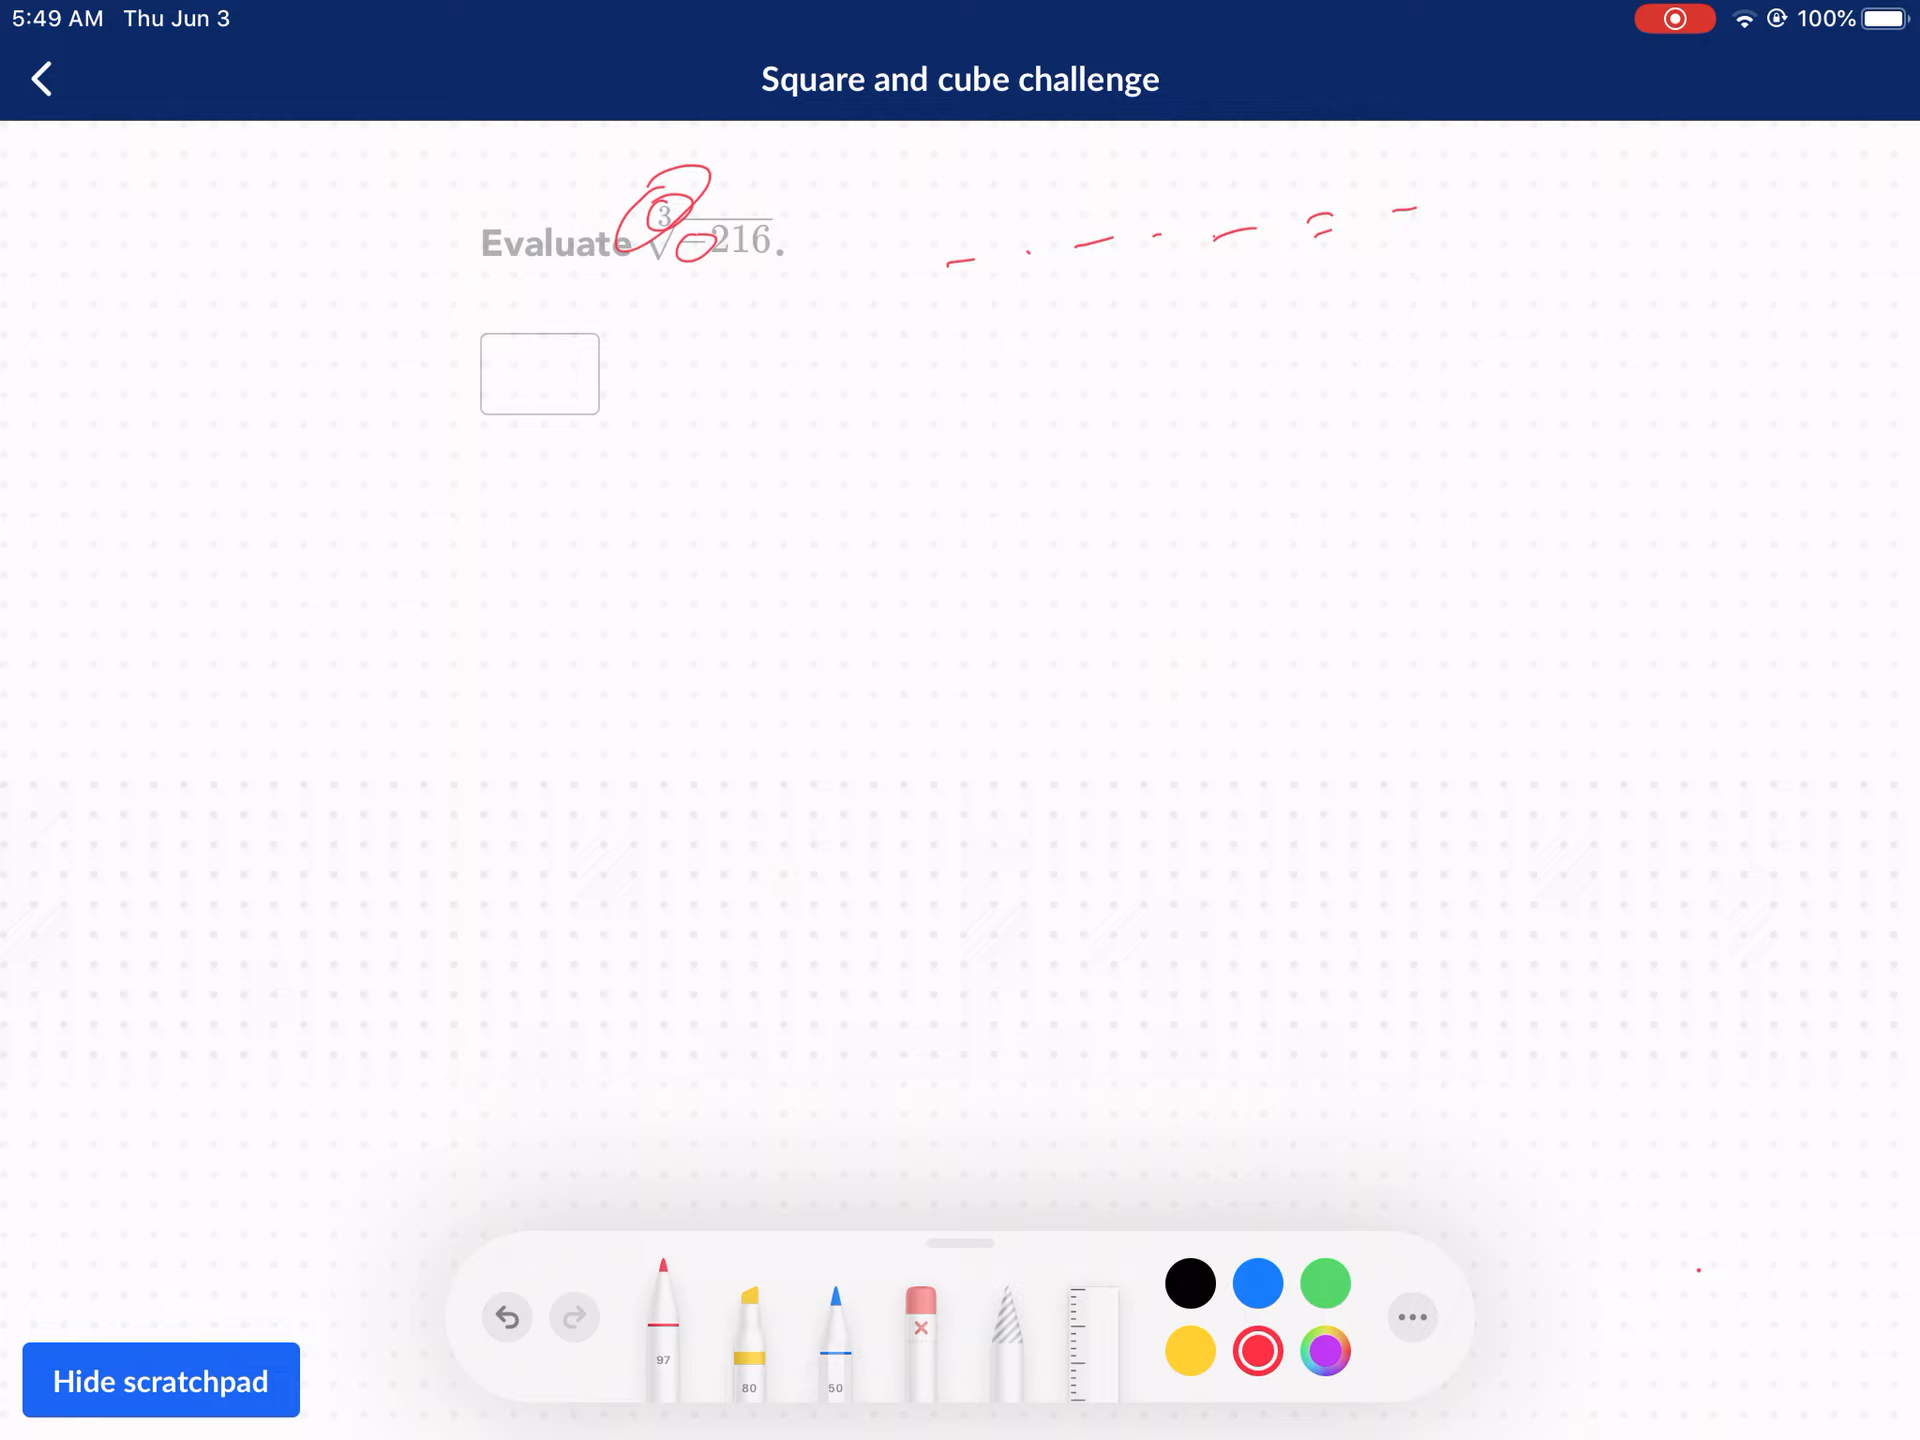 5:49 AM Thu Jun 3 100%
Square and cube challenge
Evaluate ∛−216.
− · − · − = −
97
80
50
Hide scratchpad